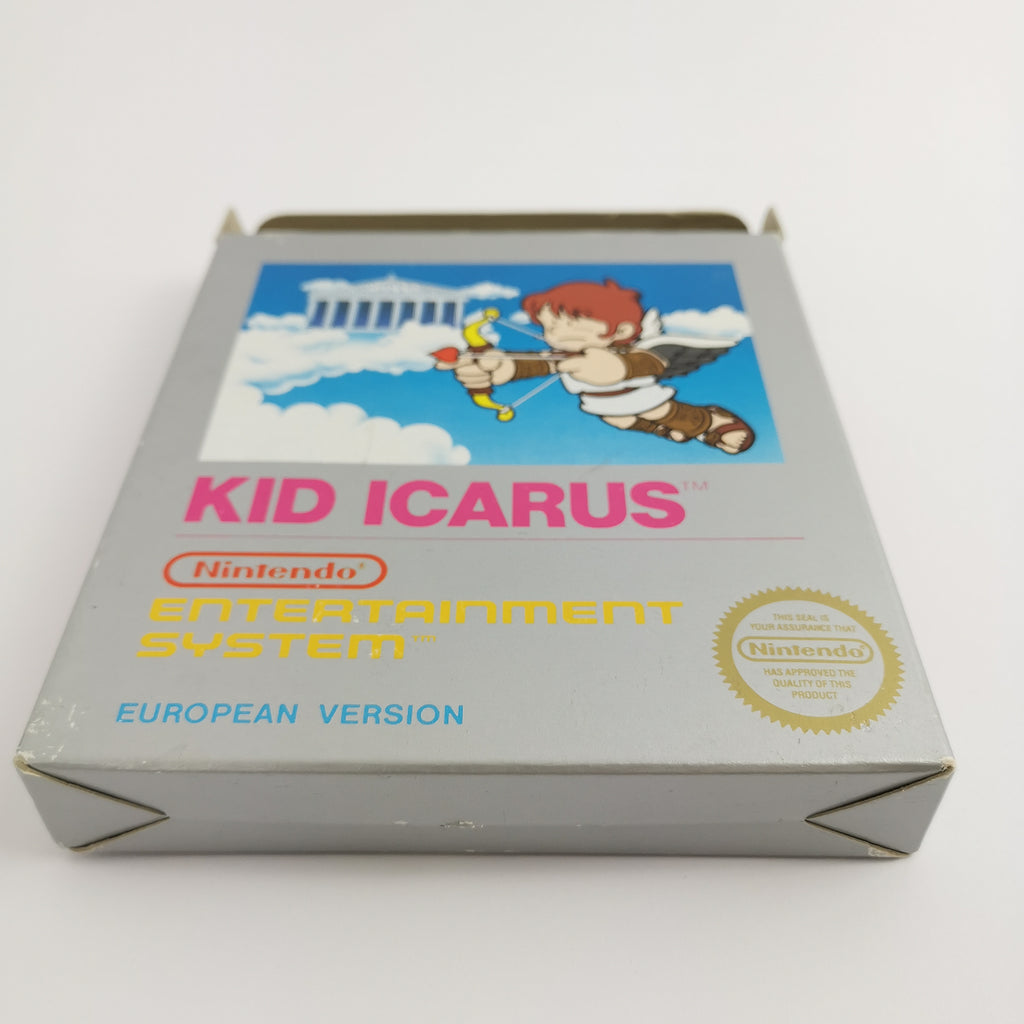 KID ICARUS™
Nintendo®
ENTERTAINMENT
SYSTEM™
EUROPEAN VERSION
THIS SEAL IS
YOUR ASSURANCE THAT
Nintendo
HAS APPROVED THE
QUALITY OF THIS
PRODUCT